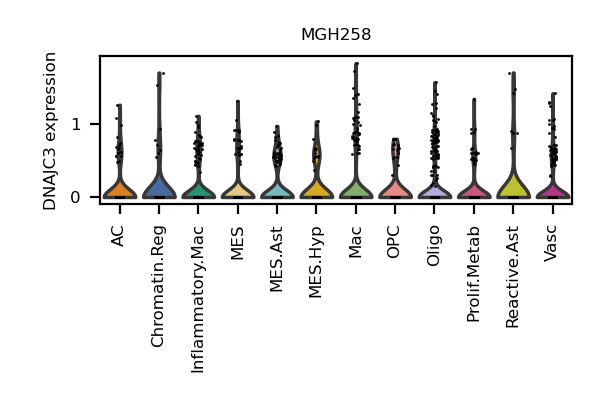 MGH258
DNAJC3 expression
1
0
AC
Chromatin.Reg
Inflammatory.Mac
MES
MES.Ast
MES.Hyp
Mac
OPC
Oligo
Prolif.Metab
Reactive.Ast
Vasc